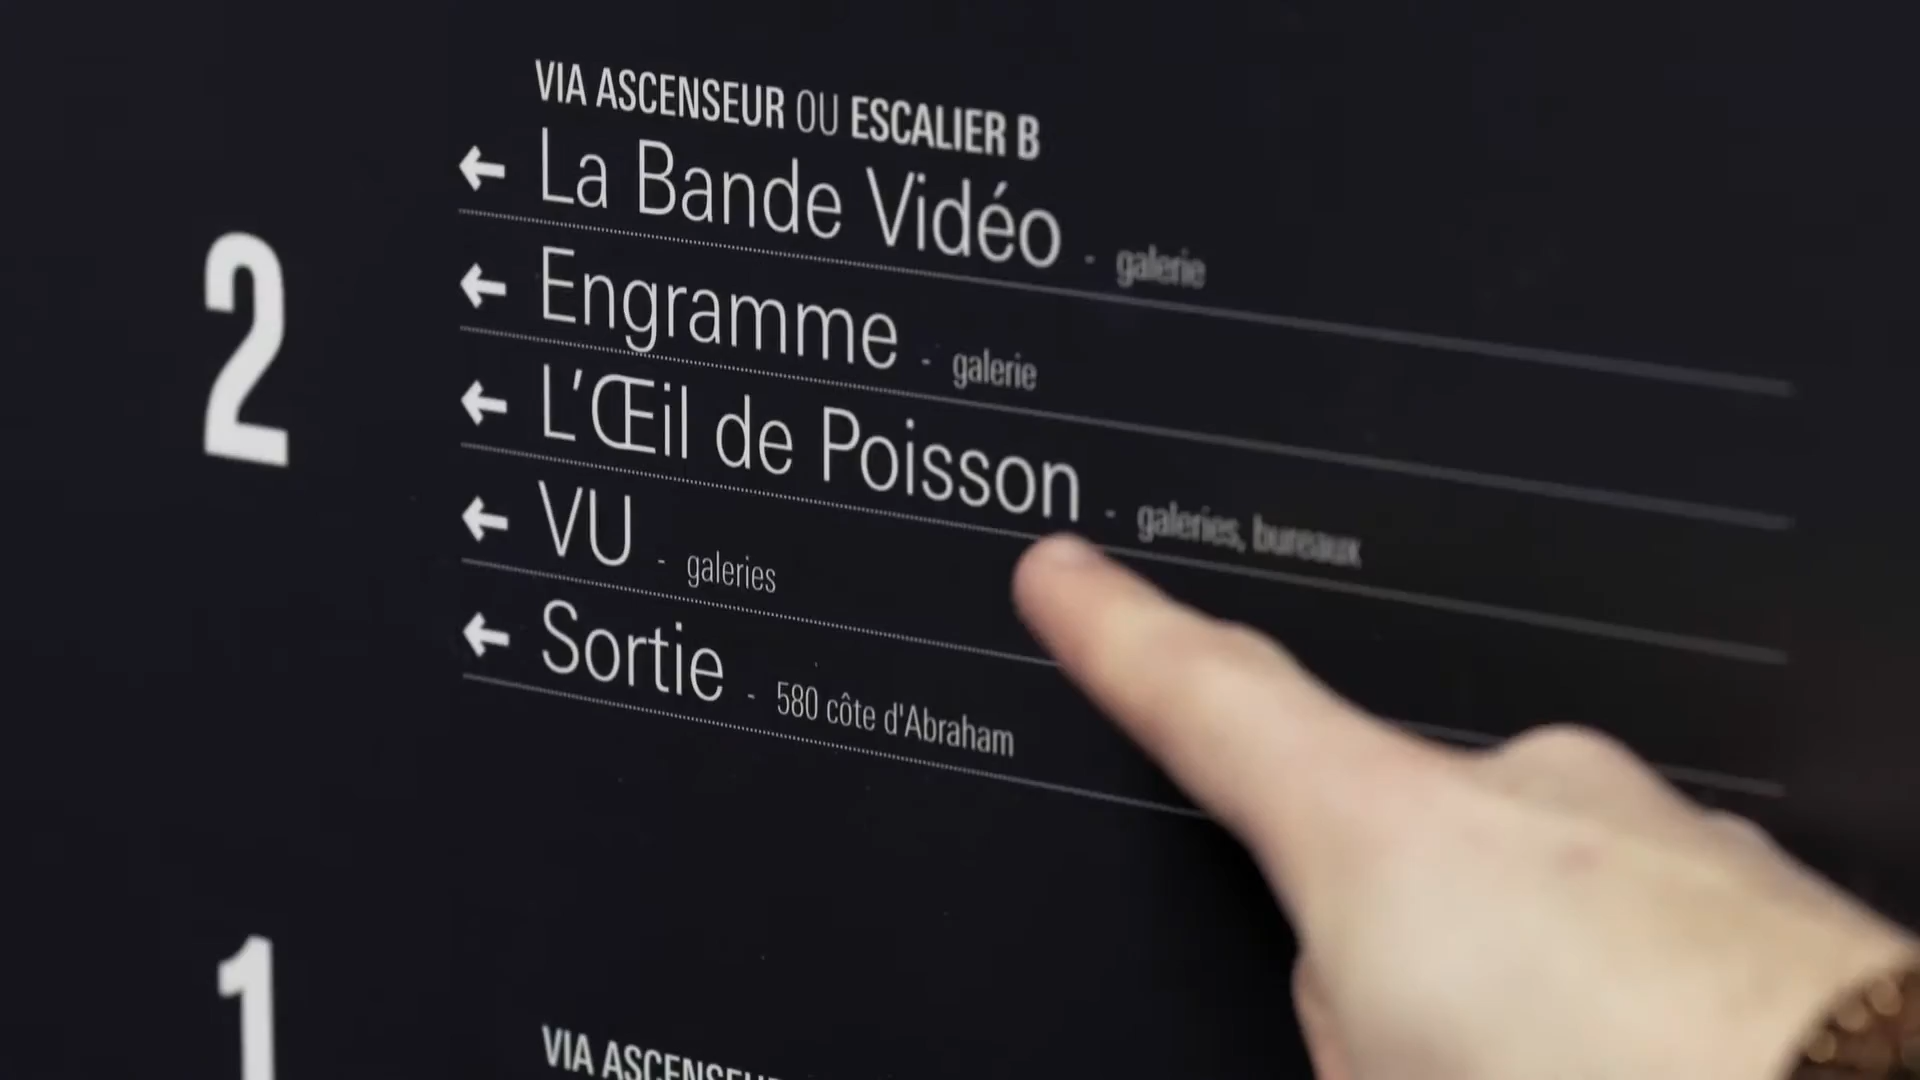 VIA ASCENSEUR OU ESCALIER B
← La Bande Vidéo - galerie
2
← Engramme - galerie
← L'Œil de Poisson - galeries, bureaux
← VU - galeries
← Sortie - 580 côte d'Abraham
1
VIA ASCENSEUR